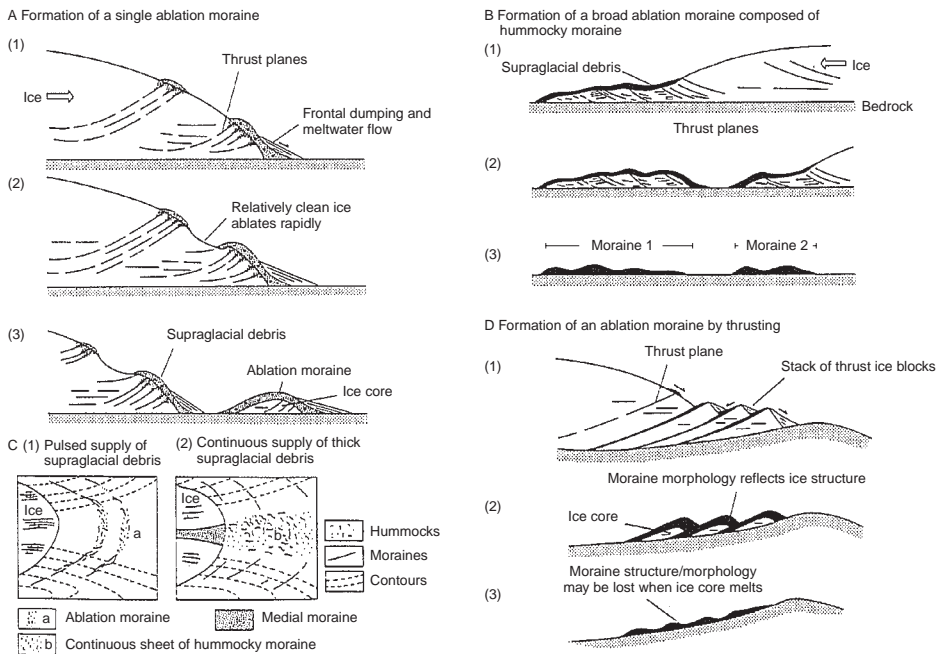 A Formation of a single ablation moraine
(1)
Thrust planes
Ice
Frontal dumping and
meltwater flow
(2)
Relatively clean ice
ablates rapidly
(3)
Supraglacial debris
Ablation moraine
Ice core
B Formation of a broad ablation moraine composed of
hummocky moraine
(1)
Supraglacial debris
Ice
Bedrock
Thrust planes
(2)
(3)
Moraine 1
Moraine 2
C (1) Pulsed supply of
supraglacial debris
Ice
a
(2) Continuous supply of thick
supraglacial debris
Ice
b
Hummocks
Moraines
Contours
a Ablation moraine
Medial moraine
b Continuous sheet of hummocky moraine
D Formation of an ablation moraine by thrusting
(1)
Thrust plane
Stack of thrust ice blocks
Moraine morphology reflects ice structure
(2)
Ice core
Moraine structure/morphology
may be lost when ice core melts
(3)